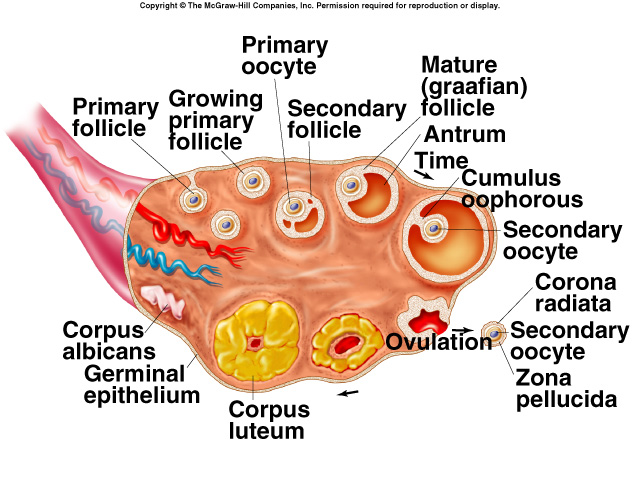 Copyright © The McGraw-Hill Companies, Inc. Permission required for reproduction or display.
Primary
oocyte
Mature
(graafian)
follicle
Primary
follicle
Growing
primary
follicle
Secondary
follicle
Antrum
Time
Cumulus
oophorous
Secondary
oocyte
Corona
radiata
Corpus
albicans
Ovulation
Secondary
oocyte
Germinal
epithelium
Zona
pellucida
Corpus
luteum